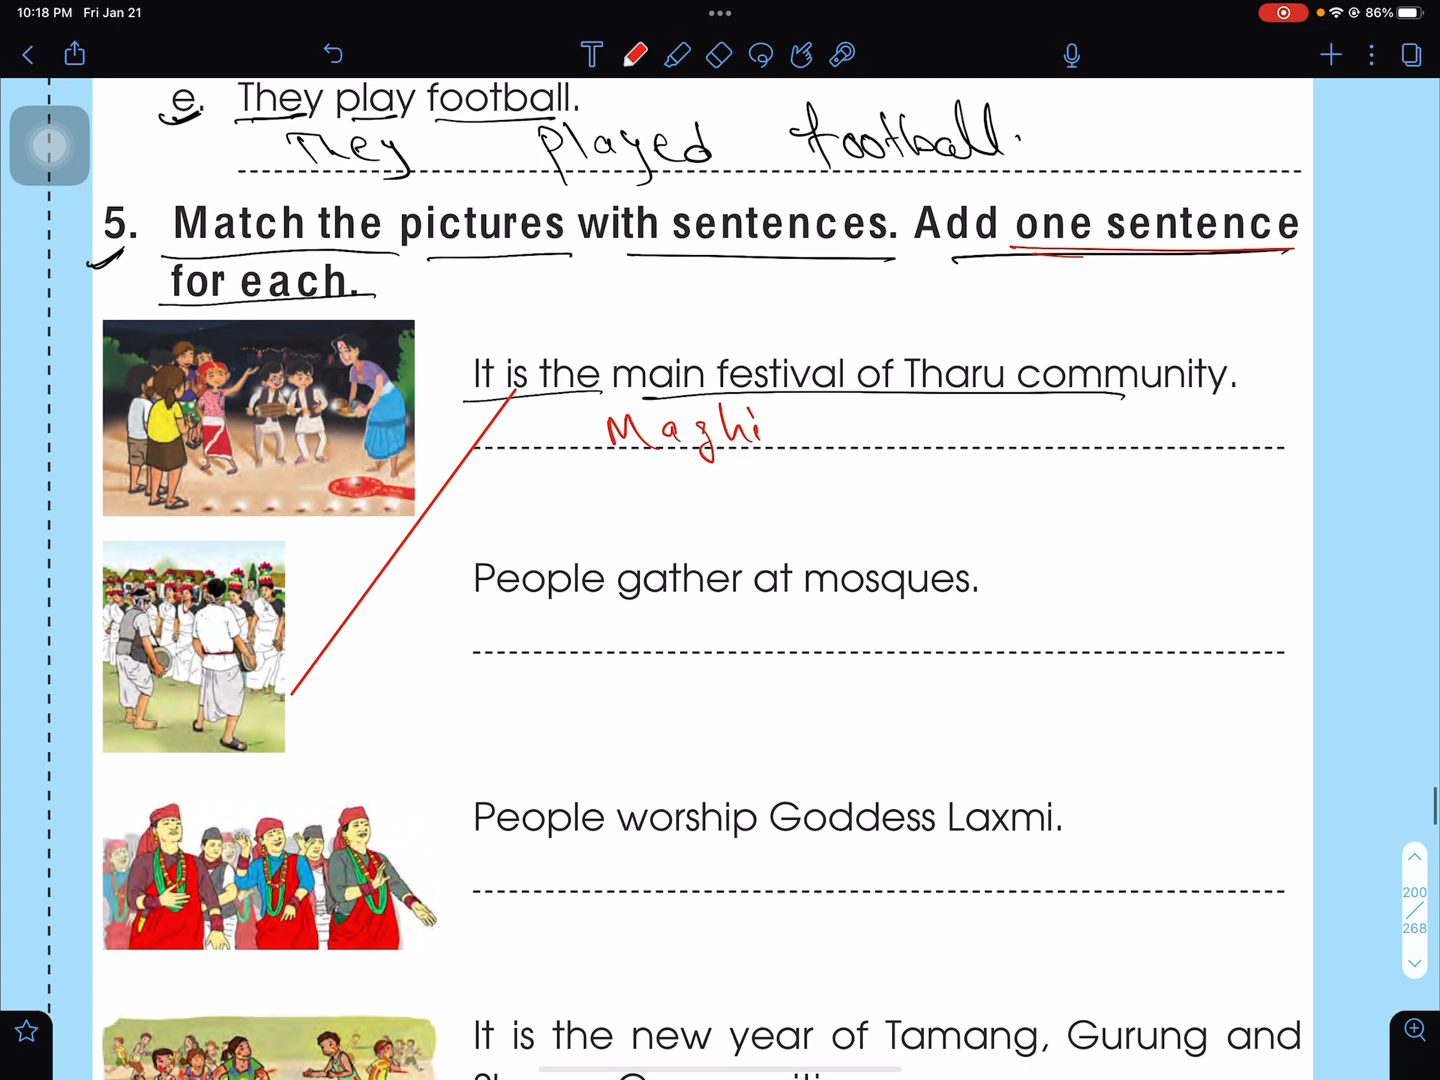 10:18 PM Fri Jan 21
86%
e. They play football.
They played football.
5. Match the pictures with sentences. Add one sentence
for each.
It is the main festival of Tharu community.
Maghi
People gather at mosques.
People worship Goddess Laxmi.
200
268
It is the new year of Tamang, Gurung and